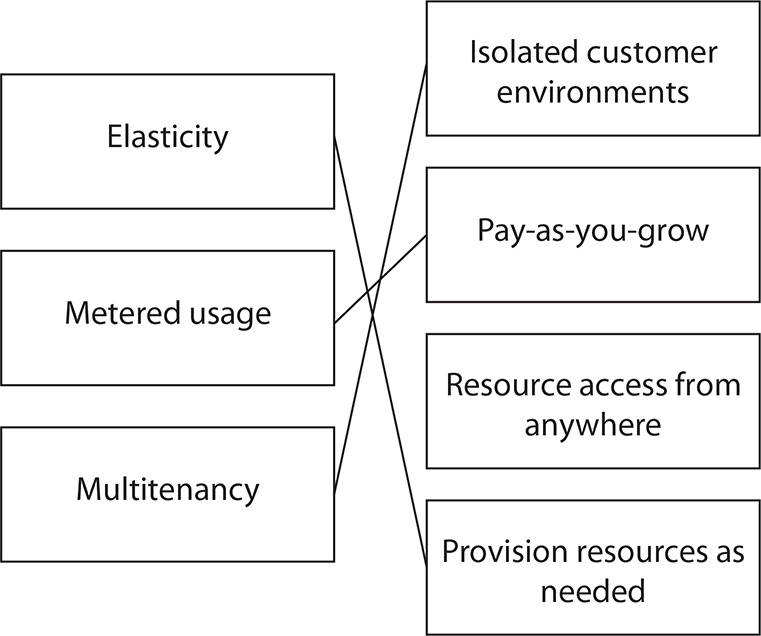 Elasticity
Metered usage
Multitenancy
Isolated customer
environments
Pay-as-you-grow
Resource access from
anywhere
Provision resources as
needed